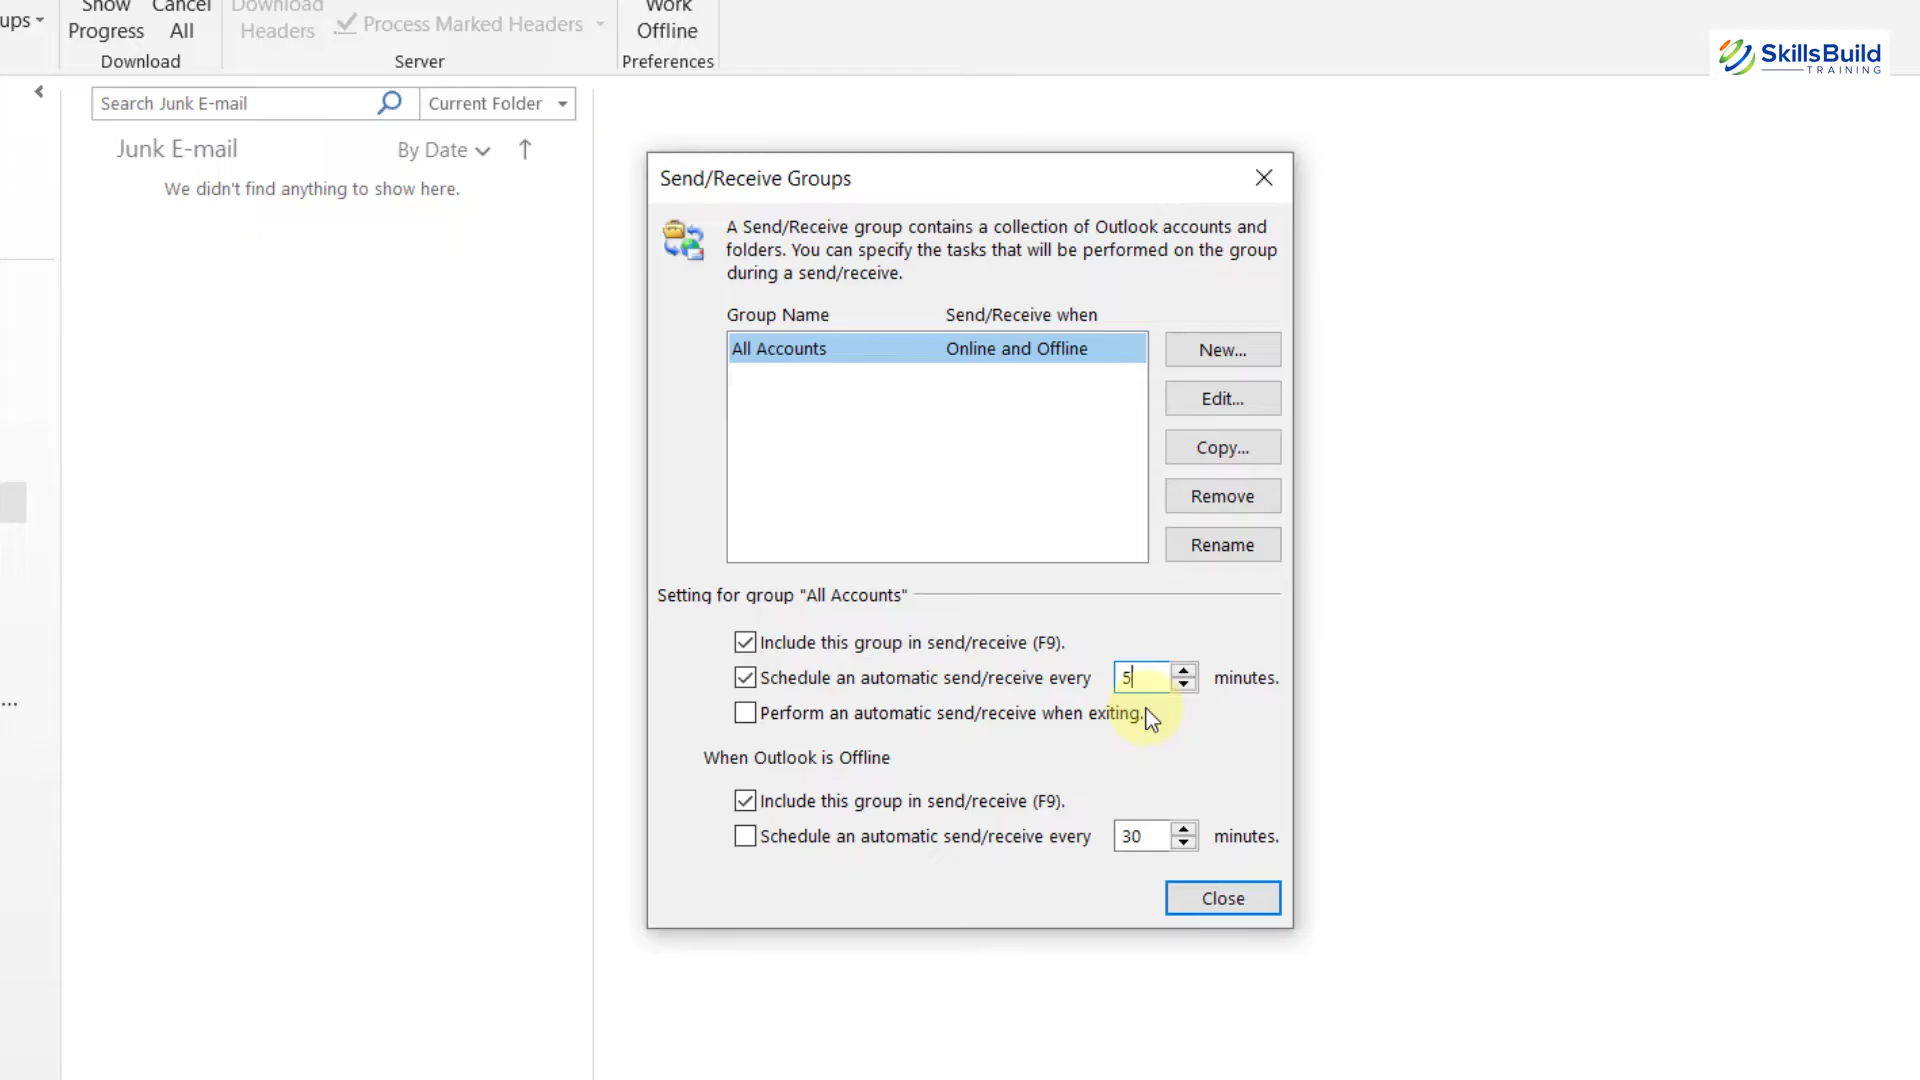 ups
Show
Progress
Cancel
All
Download
Download
Headers
Process Marked Headers
Server
Work
Offline
Preferences
SkillsBuild
TRAINING
Search Junk E-mail
Current Folder
Junk E-mail
By Date
We didn't find anything to show here.
Send/Receive Groups
A Send/Receive group contains a collection of Outlook accounts and
folders. You can specify the tasks that will be performed on the group
during a send/receive.
Group Name Send/Receive when
All Accounts Online and Offline
New...
Edit...
Copy...
Remove
Rename
Setting for group "All Accounts"
Include this group in send/receive (F9).
Schedule an automatic send/receive every 5 minutes.
Perform an automatic send/receive when exiting.
...
When Outlook is Offline
Include this group in send/receive (F9).
Schedule an automatic send/receive every 30 minutes.
Close